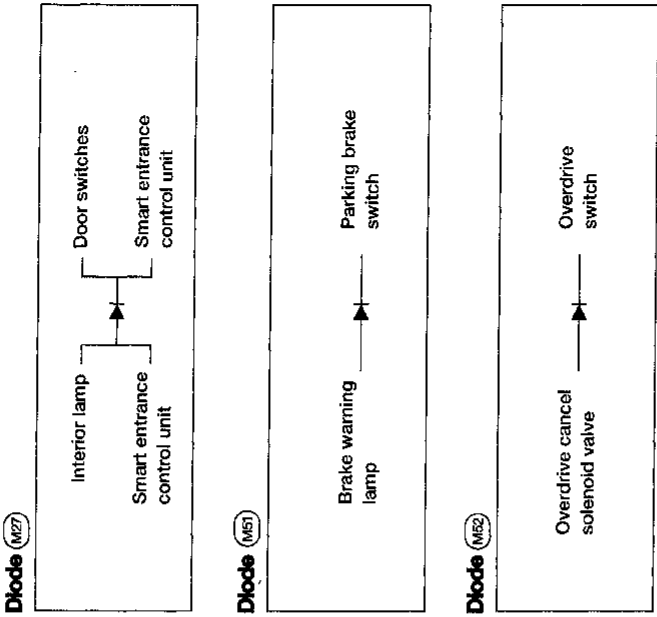 Diode M27
Interior lamp
Smart entrance
control unit
Door switches
Smart entrance
control unit
Diode M51
Brake warning
lamp
Parking brake
switch
Diode M52
Overdrive cancel
solenoid valve
Overdrive
switch